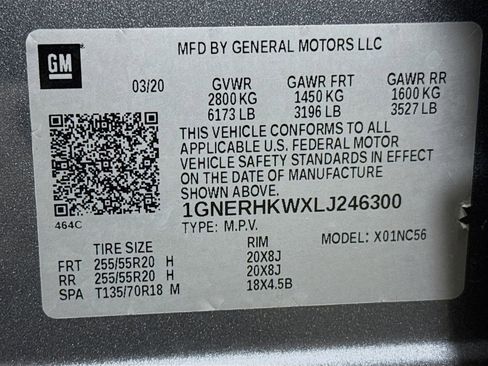 GM
MFD BY GENERAL MOTORS LLC
03/20 GVWR GAWR FRT GAWR RR
2800 KG 1450 KG 1600 KG
6173 LB 3196 LB 3527 LB
THIS VEHICLE CONFORMS TO ALL
APPLICABLE U.S. FEDERAL MOTOR
VEHICLE SAFETY STANDARDS IN EFFECT
ON THE DATE OF MANUFACTURE
SHOWN ABOVE.
464C 1GNERHKWXLJ246300
TYPE: M.P.V. MODEL: X01NC56
TIRE SIZE RIM
FRT 255/55R20 H 20X8J
RR 255/55R20 H 20X8J
SPA T135/70R18 M 18X4.5B